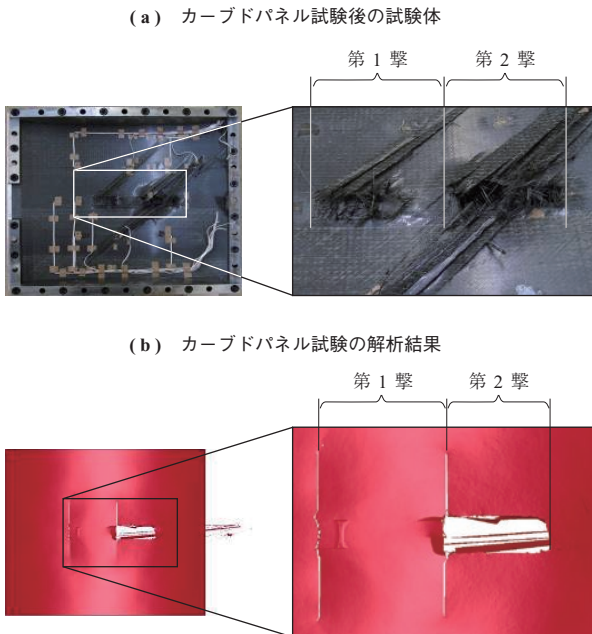 ( a ) カーブドパネル試験後の試験体
第 1 撃 第 2 撃
( b ) カーブドパネル試験の解析結果
第 1 撃 第 2 撃